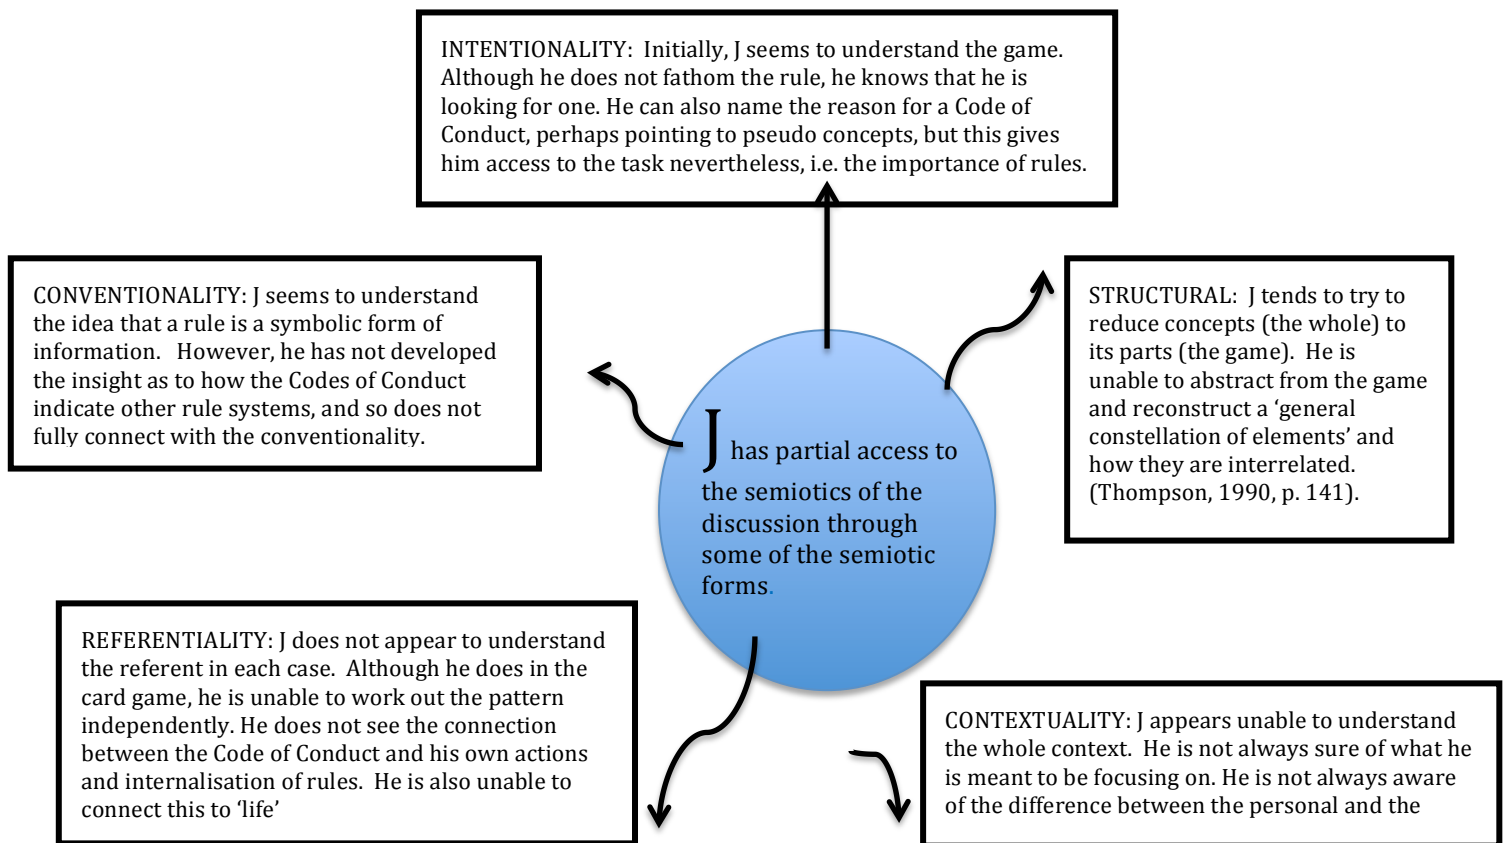 INTENTIONALITY: Initially, J seems to understand the game.
Although he does not fathom the rule, he knows that he is
looking for one. He can also name the reason for a Code of
Conduct, perhaps pointing to pseudo concepts, but this gives
him access to the task nevertheless, i.e. the importance of rules.
CONVENTIONALITY: J seems to understand
the idea that a rule is a symbolic form of
information. However, he has not developed
the insight as to how the Codes of Conduct
indicate other rule systems, and so does not
fully connect with the conventionality.
STRUCTURAL: J tends to try to
reduce concepts (the whole) to
its parts (the game). He is
unable to abstract from the game
and reconstruct a ‘general
constellation of elements’ and
how they are interrelated.
(Thompson, 1990, p. 141).
J has partial access to
the semiotics of the
discussion through
some of the semiotic
forms.
REFERENTIALITY: J does not appear to understand
the referent in each case. Although he does in the
card game, he is unable to work out the pattern
independently. He does not see the connection
between the Code of Conduct and his own actions
and internalisation of rules. He is also unable to
connect this to ‘life’
CONTEXTUALITY: J appears unable to understand
the whole context. He is not always sure of what he
is meant to be focusing on. He is not always aware
of the difference between the personal and the